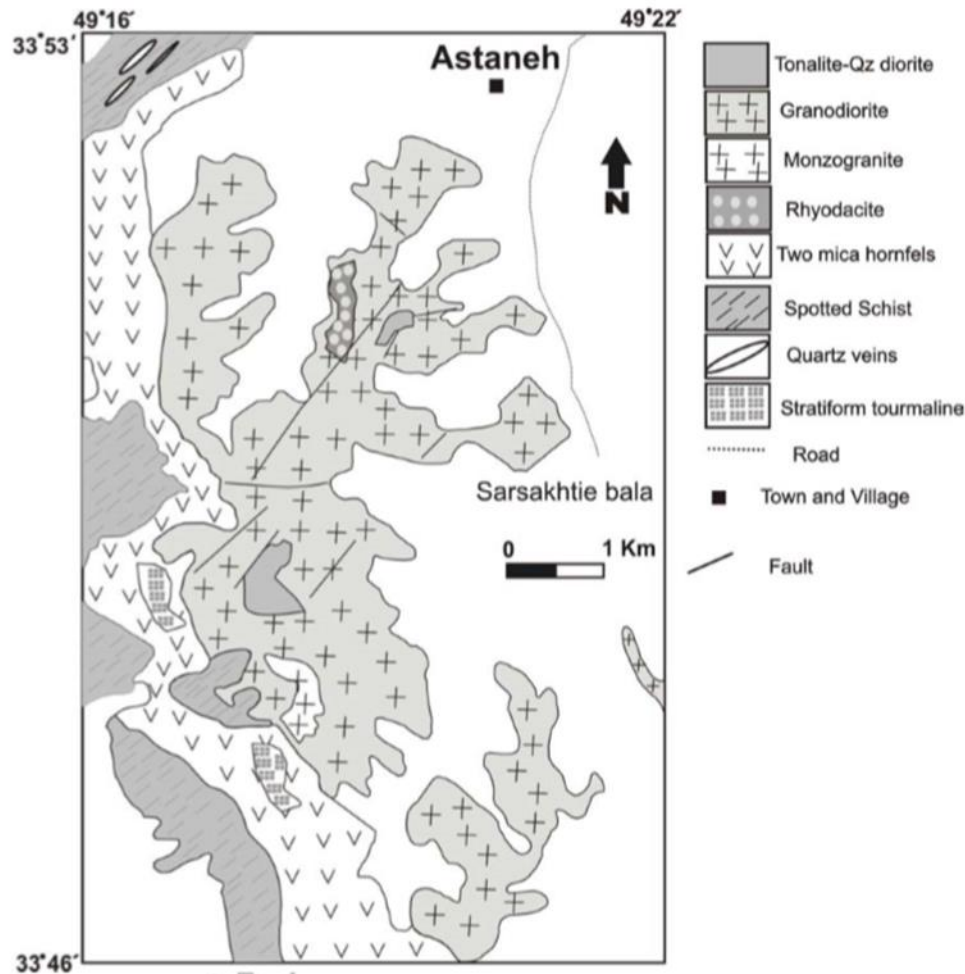 49°16′
49°22′
33°53′
Astaneh
N
Sarsakhtie bala
0 1 Km
33°46′
Tonalite-Qz diorite
Granodiorite
Monzogranite
Rhyodacite
Two mica hornfels
Spotted Schist
Quartz veins
Stratiform tourmaline
Road
Town and Village
Fault